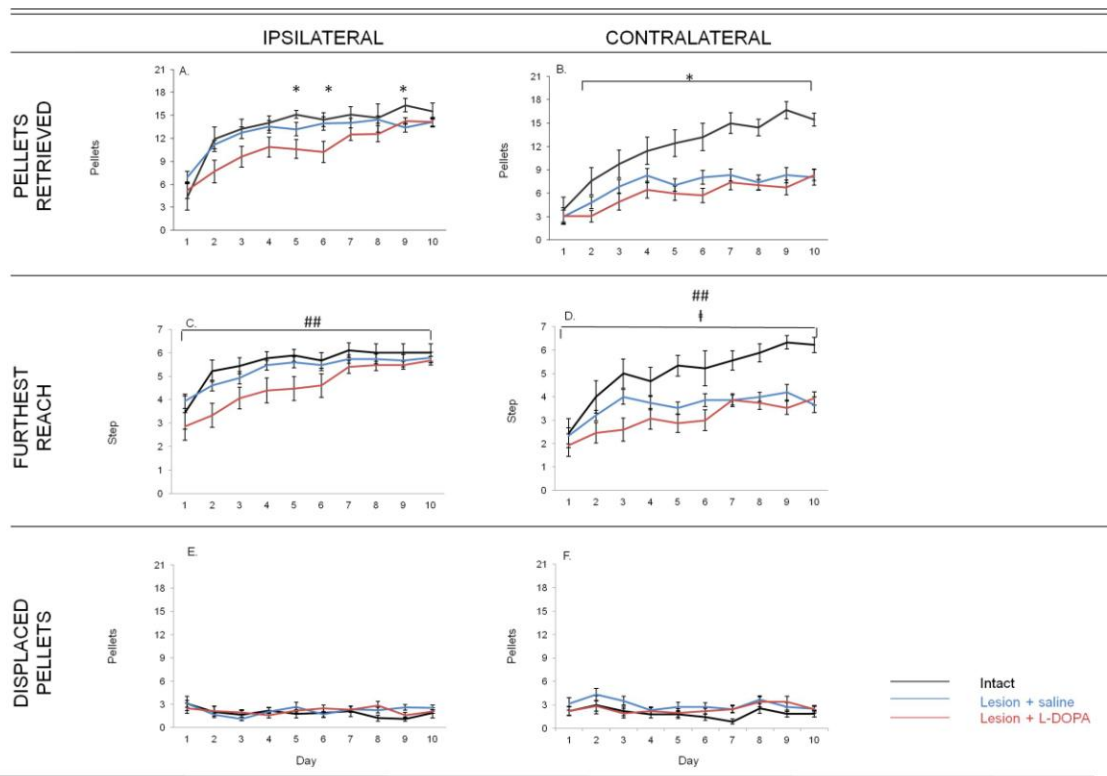 IPSILATERAL
CONTRALATERAL
PELLETS
RETRIEVED
A.
* * *
Pellets
21
18
15
12
9
6
3
0
1 2 3 4 5 6 7 8 9 10
B.
*
Pellets
21
18
15
12
9
6
3
0
1 2 3 4 5 6 7 8 9 10
FURTHEST
REACH
C.
##
Step
7
6
5
4
3
2
1
0
1 2 3 4 5 6 7 8 9 10
##
ǂ
D.
Step
7
6
5
4
3
2
1
0
1 2 3 4 5 6 7 8 9 10
DISPLACED
PELLETS
E.
Pellets
21
18
15
12
9
6
3
0
1 2 3 4 5 6 7 8 9 10
Day
F.
Pellets
21
18
15
12
9
6
3
0
1 2 3 4 5 6 7 8 9 10
Day
Intact
Lesion + saline
Lesion + L-DOPA